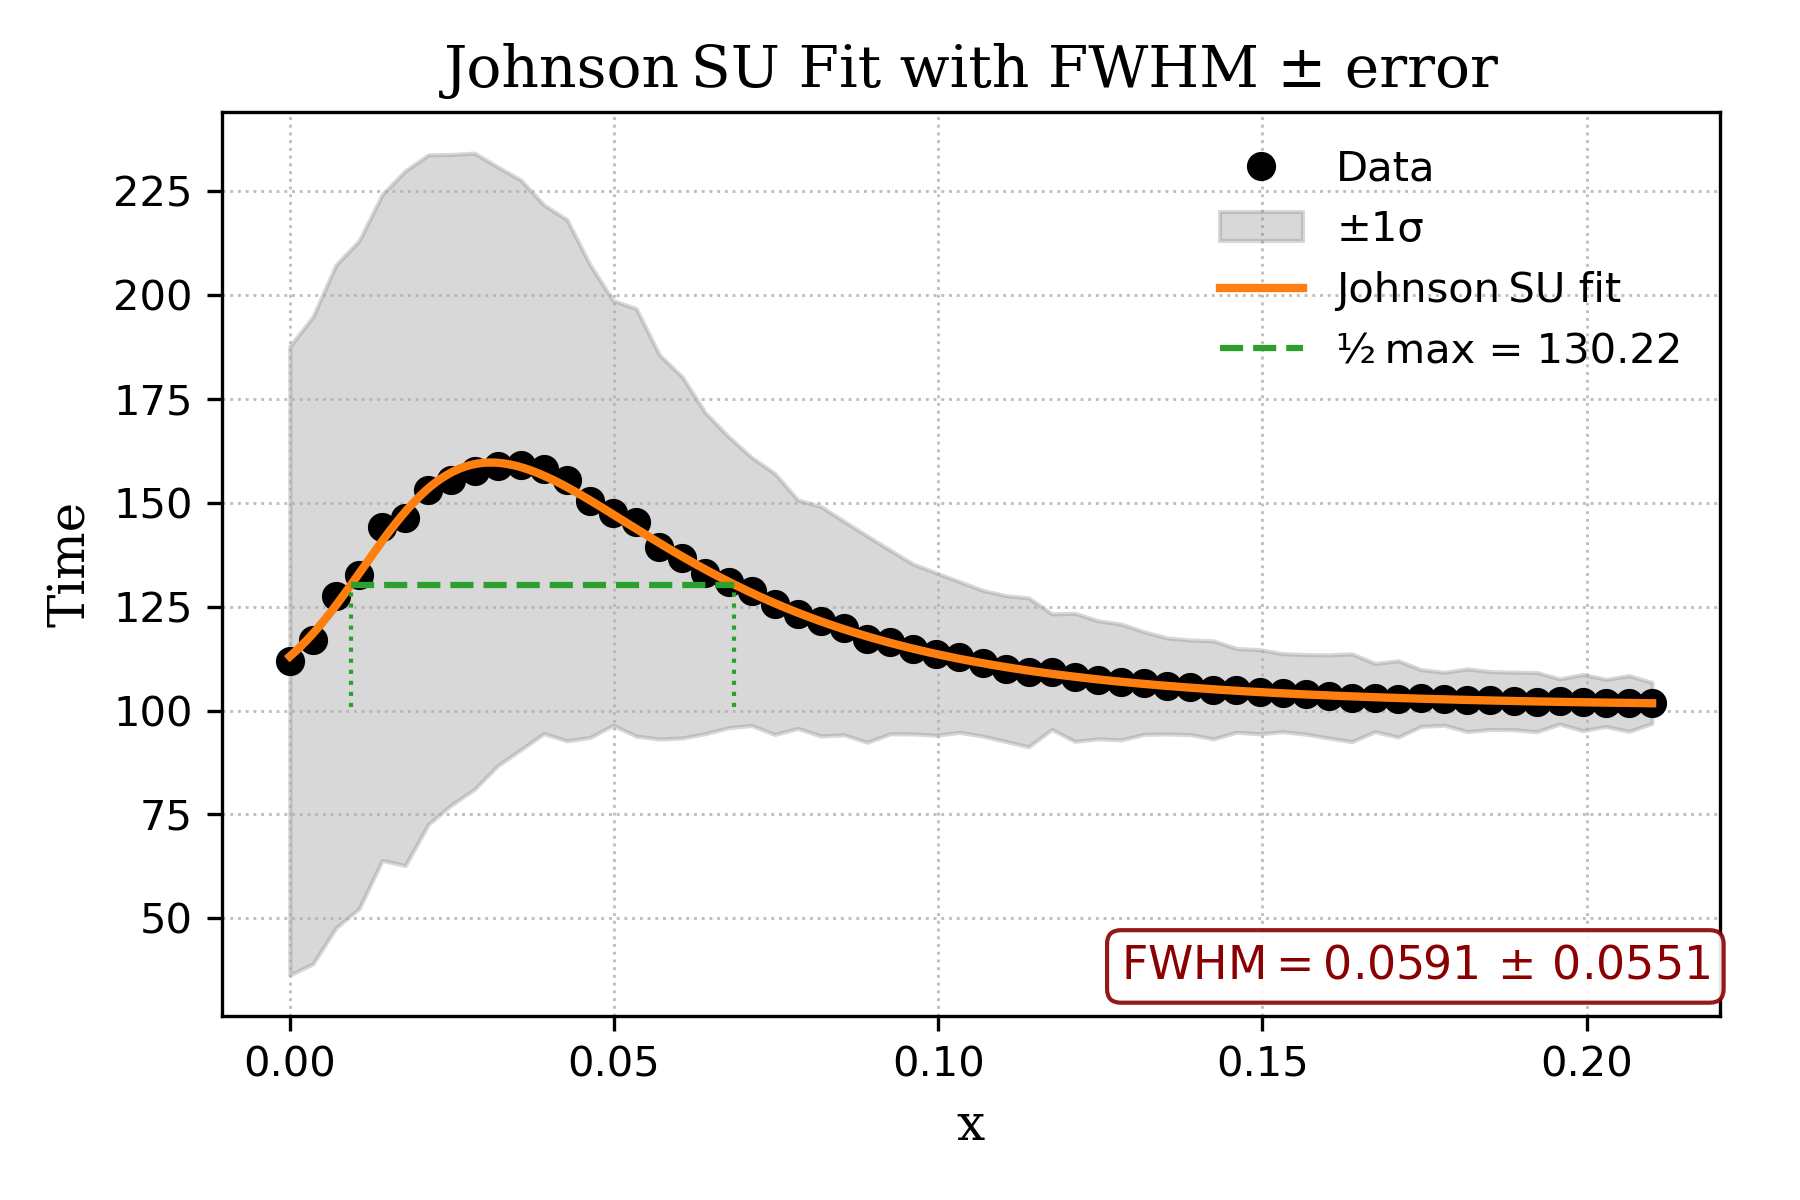 Johnson SU Fit with FWHM ± error
Time
225
200
175
150
125
100
75
50
Data
±1σ
Johnson SU fit
½ max = 130.22
FWHM = 0.0591 ± 0.0551
0.00 0.05 0.10 0.15 0.20
x